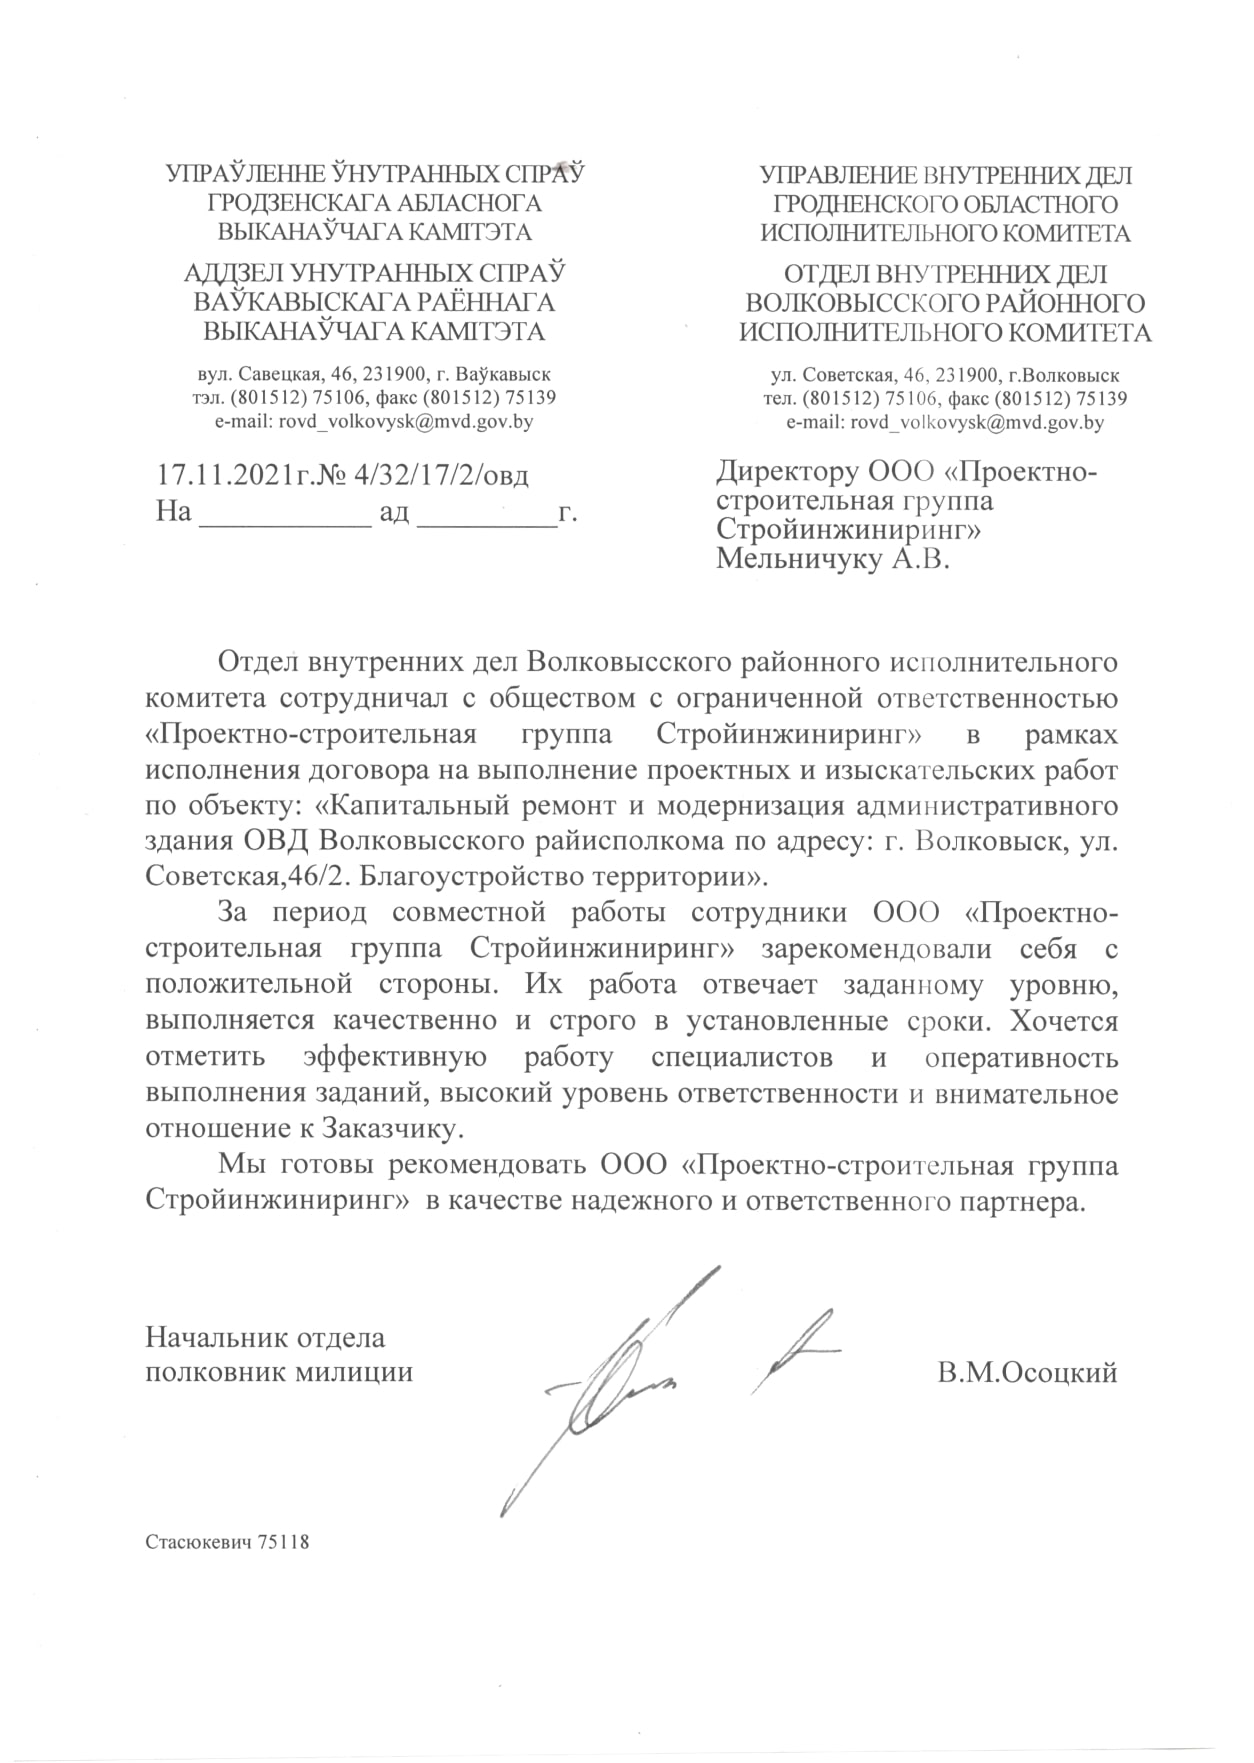 УПРАЎЛЕННЕ ЎНУТРАННЫХ СПРАЎ
ГРОДЗЕНСКАГА АБЛАСНОГА
ВЫКАНАЎЧАГА КАМІТЭТА
АДДЗЕЛ УНУТРАННЫХ СПРАЎ
ВАЎКАВЫСКАГА РАЁННАГА
ВЫКАНАЎЧАГА КАМІТЭТА
вул. Савецкая, 46, 231900, г. Ваўкавыск
тэл. (801512) 75106, факс (801512) 75139
e-mail: rovd_volkovysk@mvd.gov.by
17.11.2021г.№ 4/32/17/2/овд
На ____________ ад __________г.
УПРАВЛЕНИЕ ВНУТРЕННИХ ДЕЛ
ГРОДНЕНСКОГО ОБЛАСТНОГО
ИСПОЛНИТЕЛЬНОГО КОМИТЕТА
ОТДЕЛ ВНУТРЕННИХ ДЕЛ
ВОЛКОВЫССКОГО РАЙОННОГО
ИСПОЛНИТЕЛЬНОГО КОМИТЕТА
ул. Советская, 46, 231900, г.Волковыск
тел. (801512) 75106, факс (801512) 75139
e-mail: rovd_volkovysk@mvd.gov.by
Директору ООО «Проектно-
строительная группа
Стройинжиниринг»
Мельничуку А.В.
Отдел внутренних дел Волковысского районного исполнительного
комитета сотрудничал с обществом с ограниченной ответственностью
«Проектно-строительная группа Стройинжиниринг» в рамках
исполнения договора на выполнение проектных и изыскательских работ
по объекту: «Капитальный ремонт и модернизация административного
здания ОВД Волковысского райисполкома по адресу: г. Волковыск, ул.
Советская,46/2. Благоустройство территории».
За период совместной работы сотрудники ООО «Проектно-
строительная группа Стройинжиниринг» зарекомендовали себя с
положительной стороны. Их работа отвечает заданному уровню,
выполняется качественно и строго в установленные сроки. Хочется
отметить эффективную работу специалистов и оперативность
выполнения заданий, высокий уровень ответственности и внимательное
отношение к Заказчику.
Мы готовы рекомендовать ООО «Проектно-строительная группа
Стройинжиниринг» в качестве надежного и ответственного партнера.
Начальник отдела
полковник милиции В.М.Осоцкий
Стасюкевич 75118